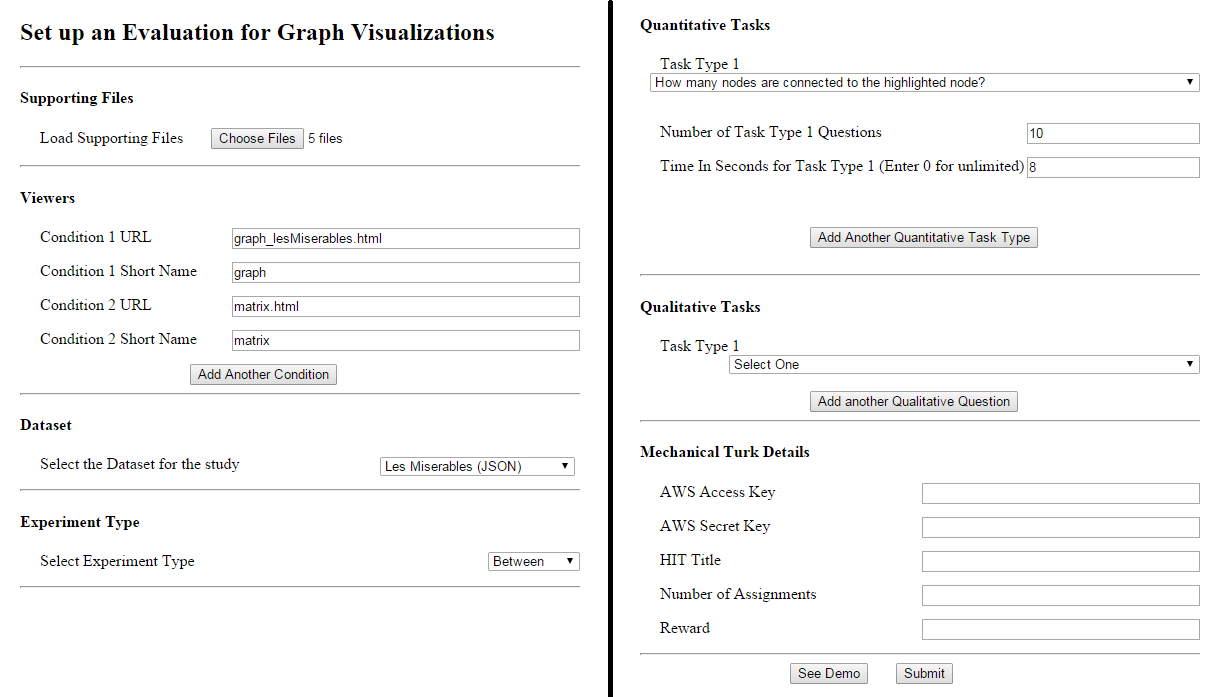 Set up an Evaluation for Graph Visualizations
Supporting Files
Load Supporting Files Choose Files 5 files
Viewers
Condition 1 URL graph_lesMiserables.html
Condition 1 Short Name graph
Condition 2 URL matrix.html
Condition 2 Short Name matrix
Add Another Condition
Dataset
Select the Dataset for the study Les Miserables (JSON)
Experiment Type
Select Experiment Type Between
Quantitative Tasks
Task Type 1
How many nodes are connected to the highlighted node?
Number of Task Type 1 Questions 10
Time In Seconds for Task Type 1 (Enter 0 for unlimited) 8
Add Another Quantitative Task Type
Qualitative Tasks
Task Type 1
Select One
Add another Qualitative Question
Mechanical Turk Details
AWS Access Key
AWS Secret Key
HIT Title
Number of Assignments
Reward
See Demo Submit